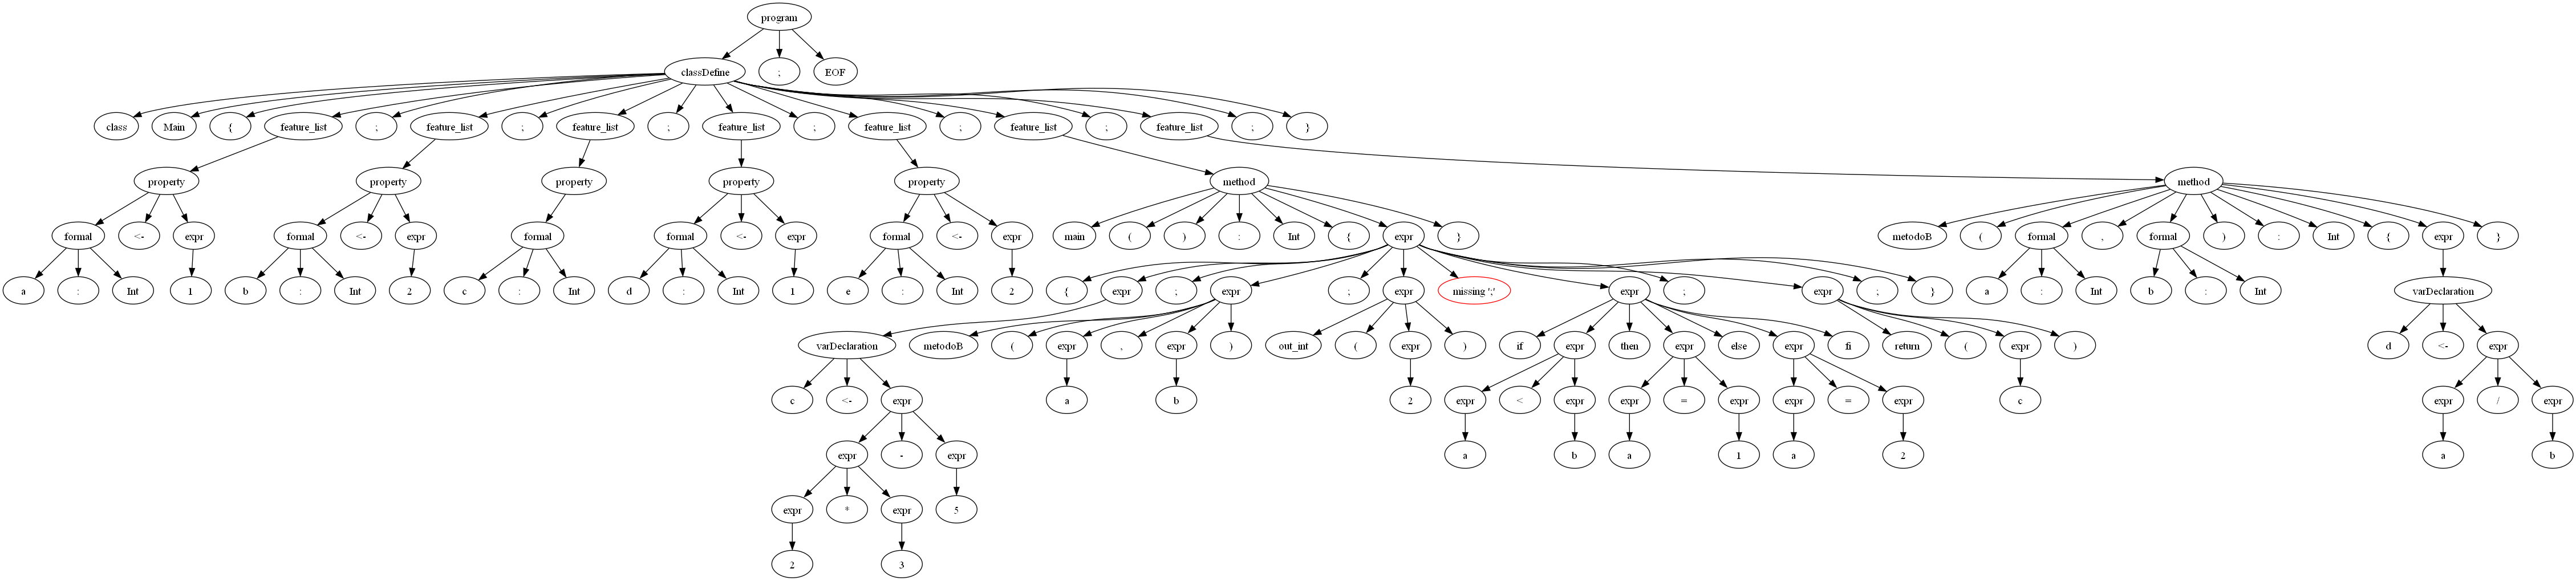 program
classDefine ; EOF
class Main { feature_list ; feature_list ; feature_list ; feature_list ; feature_list ; feature_list ; feature_list ; }
property property property property property method method
formal <- expr formal <- expr formal formal <- expr formal <- expr main ( ) : Int { expr } metodoB ( formal , formal ) : Int { expr }
a : Int 1 b : Int 2 c : Int d : Int 1 e : Int 2 { expr ; expr ; expr missing ';' expr ; expr ; } a : Int b : Int varDeclaration
varDeclaration metodoB ( expr , expr ) out_int ( expr ) if expr then expr else expr fi return ( expr ) d <- expr
c <- expr a b 2 expr < expr expr = expr expr = expr c expr / expr
expr - expr a b a 1 a 2 a b
expr * expr 5
2 3